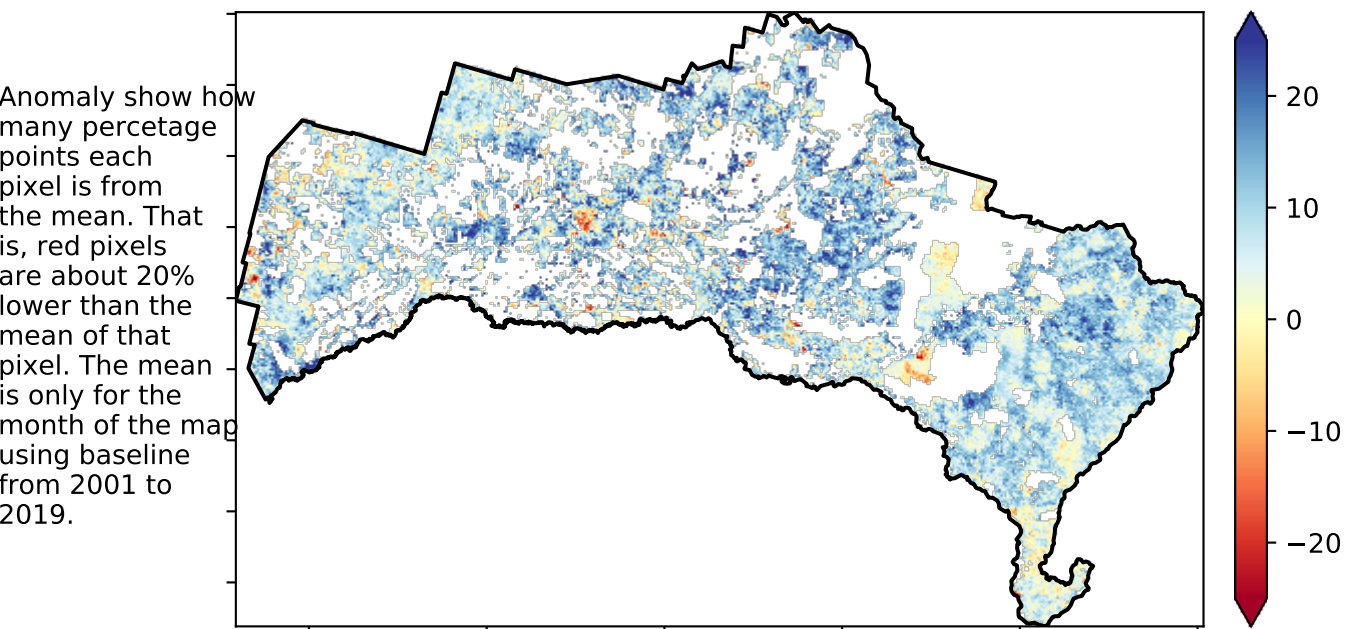 Anomaly show how
many percetage
points each
pixel is from
the mean. That
is, red pixels
are about 20%
lower than the
mean of that
pixel. The mean
is only for the
month of the map
using baseline
from 2001 to
2019.
20
10
0
−10
−20